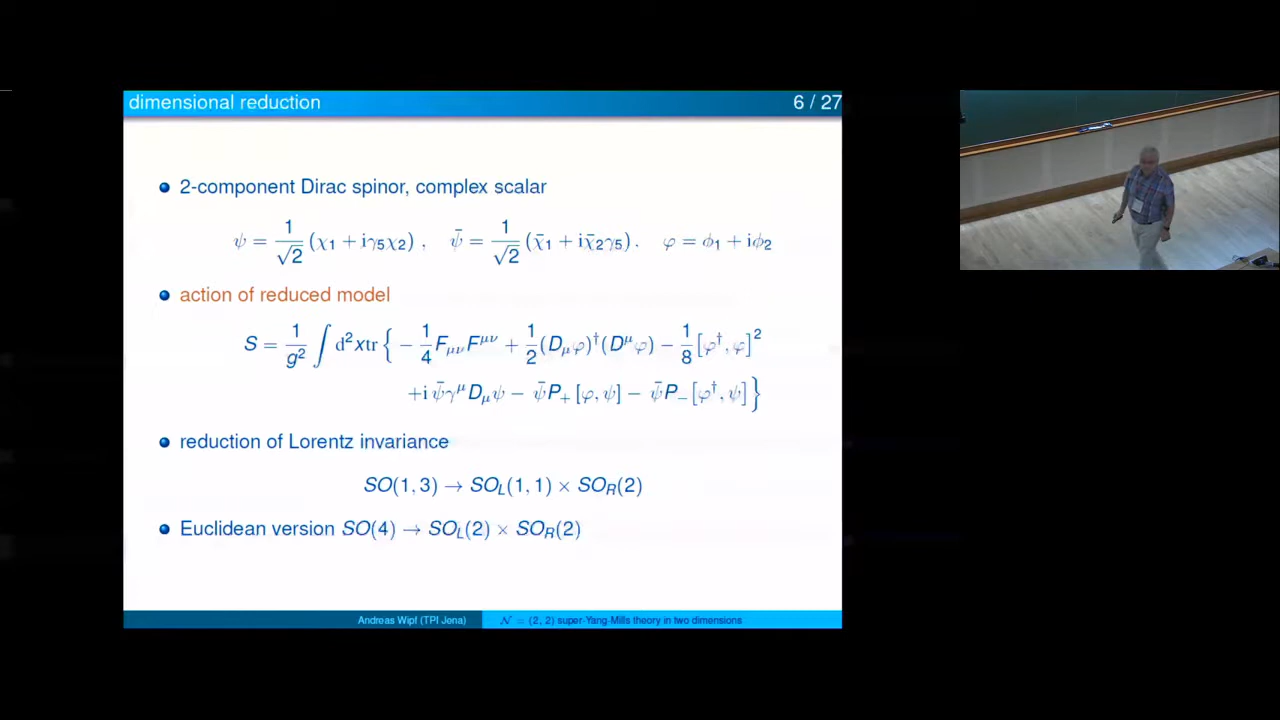 dimensional reduction 6 / 27
2-component Dirac spinor, complex scalar
ψ = 1/√2 (χ₁ + iγ₅χ₂) , ψ̄ = 1/√2 (χ̄₁ + iχ̄₂γ₅) . φ = ϕ₁ + iϕ₂
action of reduced model
S = 1/g² ∫ d²x tr { − 1/4 F_μν F^μν + 1/2 (D_μφ)†(D^μφ) − 1/8 [φ†, φ]²
+i ψ̄γ^μ D_μψ − ψ̄P₊ [φ, ψ] − ψ̄P₋ [φ†, ψ] }
reduction of Lorentz invariance
SO(1, 3) → SO_L(1, 1) × SO_R(2)
Euclidean version SO(4) → SO_L(2) × SO_R(2)
Andreas Wipf (TPI Jena) 𝒩 = (2, 2) super-Yang-Mills theory in two dimensions